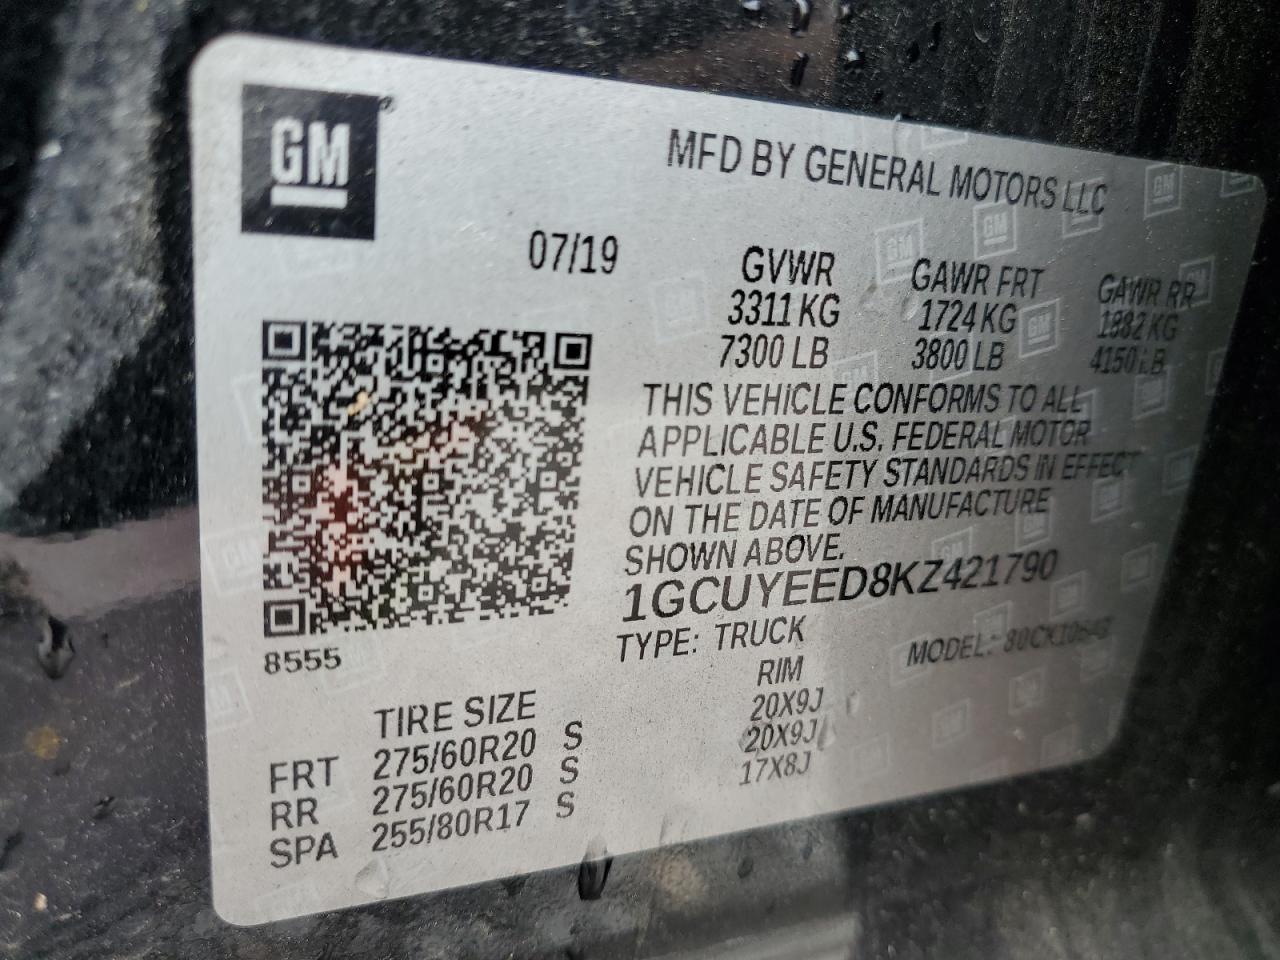 GM
MFD BY GENERAL MOTORS LLC
07/19
GVWR GAWR FRT GAWR RR
3311 KG 1724 KG 1882 KG
7300 LB 3800 LB 4150 LB
THIS VEHICLE CONFORMS TO ALL
APPLICABLE U.S. FEDERAL MOTOR
VEHICLE SAFETY STANDARDS IN EFFECT
ON THE DATE OF MANUFACTURE
SHOWN ABOVE.
1GCUYEED8KZ421790
TYPE: TRUCK MODEL:
8555
TIRE SIZE RIM
FRT 275/60R20 S 20X9J
RR 275/60R20 S 20X9J
SPA 255/80R17 S 17X8J